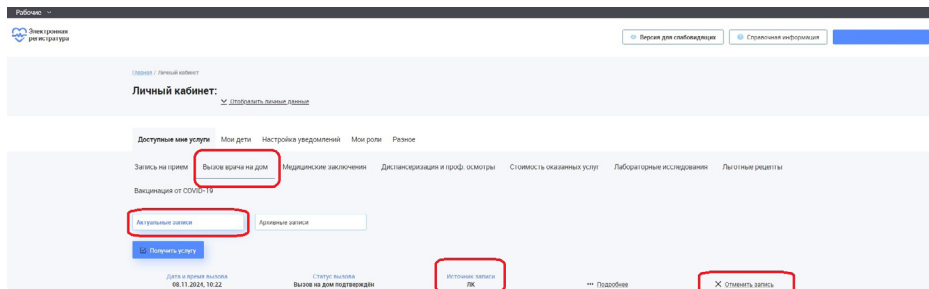 Рабочие
Электронная
регистратура
Версия для слабовидящих
Справочная информация
Главная / Личный кабинет
Личный кабинет:
Отобразить личные данные
Доступные мне услуги Мои дети Настройка уведомлений Мои роли Разное
Запись на прием Вызов врача на дом Медицинские заключения Диспансеризация и проф. осмотры Стоимость оказанных услуг Лабораторные исследования Льготные рецепты
Вакцинация от COVID-19
Актуальные записи Архивные записи
Получить услугу
Дата и время вызова Статус вызова Источник записи
08.11.2024, 10:22 Вызов на дом подтверждён ЛК ••• Подробнее Отменить запись